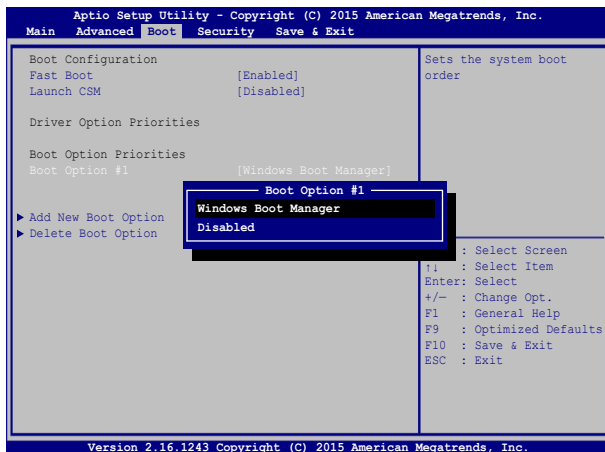 Aptio Setup Utility - Copyright (C) 2015 American Megatrends, Inc.
Main Advanced Boot Security Save & Exit
Boot Configuration
Fast Boot [Enabled]
Launch CSM [Disabled]
Driver Option Priorities
Boot Option Priorities
Boot Option #1 [Windows Boot Manager]
Add New Boot Option
Delete Boot Option
Boot Option #1
Windows Boot Manager
Disabled
Sets the system boot
order
: Select Screen
↑↓ : Select Item
Enter: Select
+/— : Change Opt.
F1 : General Help
F9 : Optimized Defaults
F10 : Save & Exit
ESC : Exit
Version 2.16.1243 Copyright (C) 2015 American Megatrends, Inc.